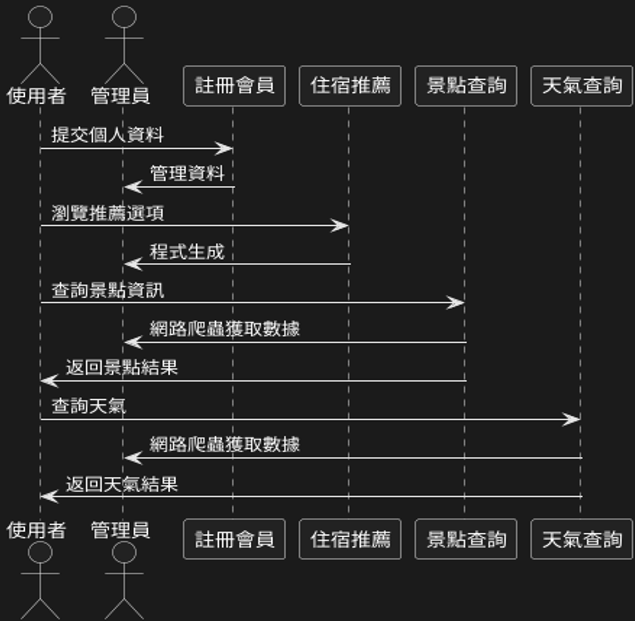 使用者
管理員
註冊會員
住宿推薦
景點查詢
天氣查詢
提交個人資料
管理資料
瀏覽推薦選項
程式生成
查詢景點資訊
網路爬蟲獲取數據
返回景點結果
查詢天氣
網路爬蟲獲取數據
返回天氣結果
使用者
管理員
註冊會員
住宿推薦
景點查詢
天氣查詢